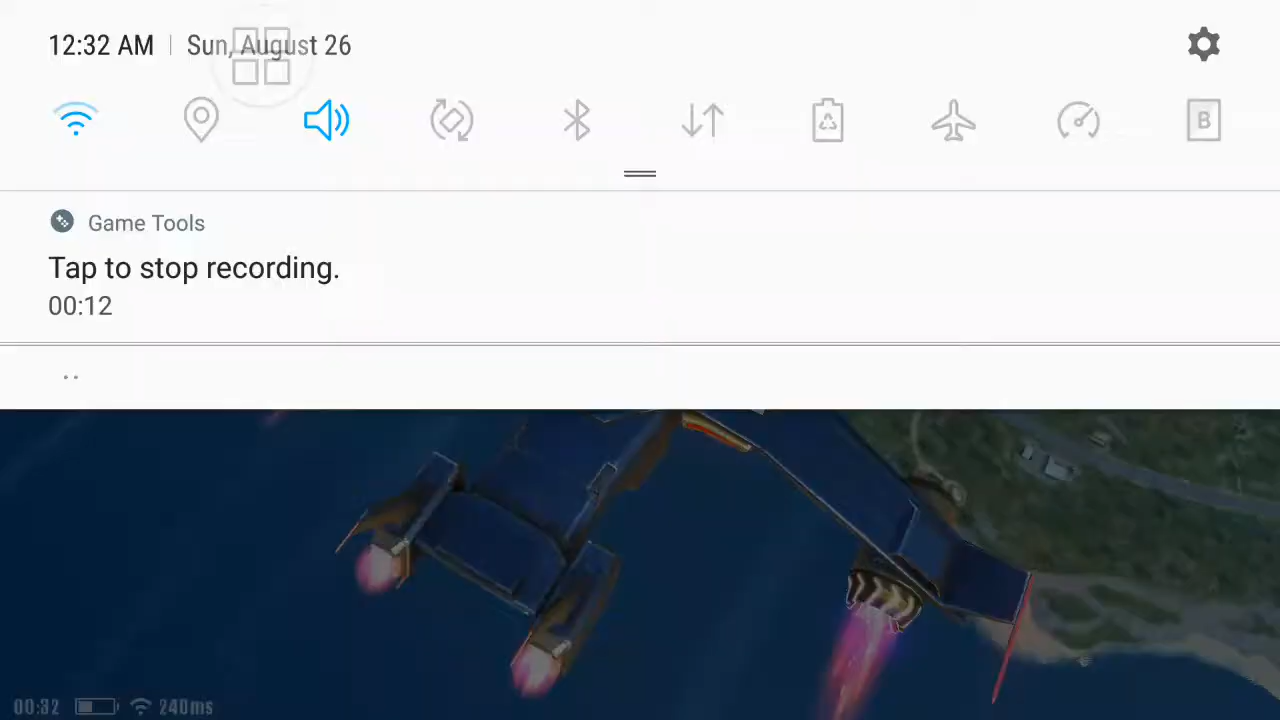 12:32 AM | Sun, August 26
B
Game Tools
Tap to stop recording.
00:12
..
00:32 240ms